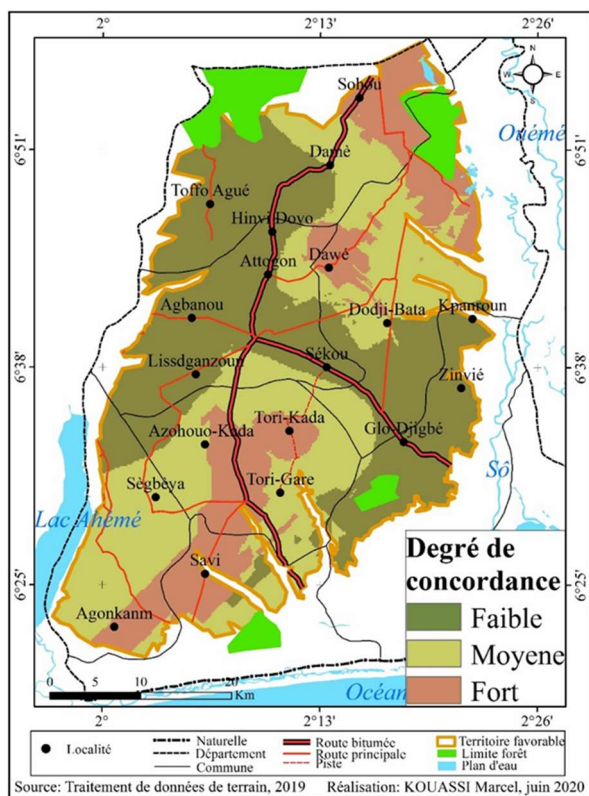 2° 2°13' 2°26'
N
W E
S
6°51' 6°51'
Sohou
Ouémé
Damè
Toffo Agué
Hinvi Dovo
Dawé
Attogon
Agbanou
Dodji-Bata
Kpanroun
6°38' 6°38'
Lissdganzoun
Sékou
Zinvié
Azohouo-Kada
Tori-Kada
Glo-Djigbé
Sègbèya
Tori-Gare
Sô
Lac Ahémé
Degré de
concordance
Faible
Moyene
Fort
6°25' 6°25'
Savi
Agonkanm
0 5 10 20
Km
Océan
2° 2°13' 2°26'
Localité
Naturelle
Département
Commune
Route bitumée
Route principale
Piste
Territoire favorable
Limite forêt
Plan d'eau
Source: Traitement de données de terrain, 2019 Réalisation: KOUASSI Marcel, juin 2020